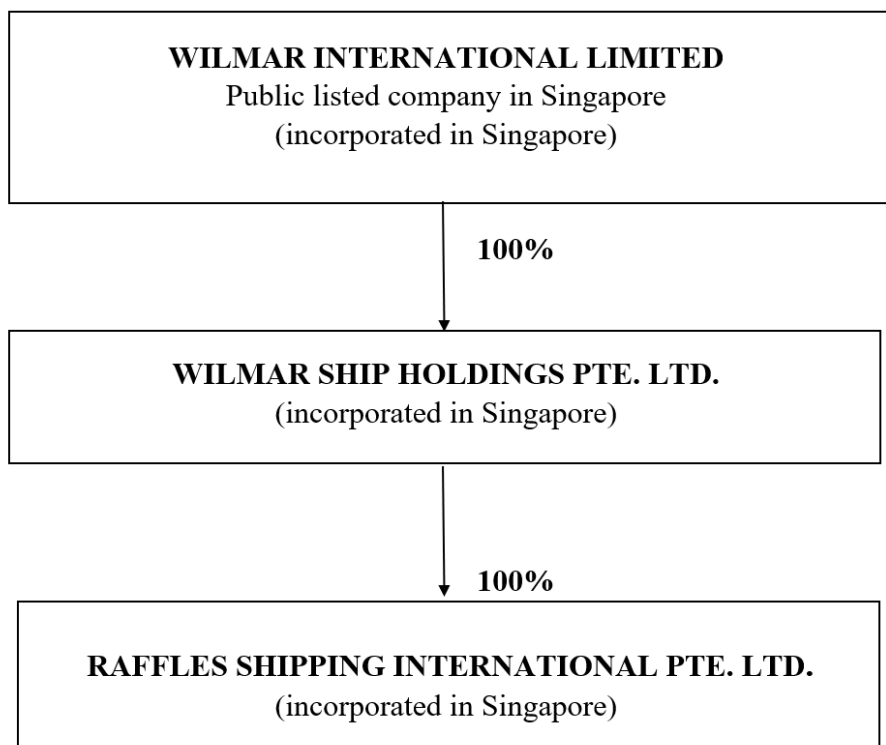 WILMAR INTERNATIONAL LIMITED
Public listed company in Singapore
(incorporated in Singapore)
100%
WILMAR SHIP HOLDINGS PTE. LTD.
(incorporated in Singapore)
100%
RAFFLES SHIPPING INTERNATIONAL PTE. LTD.
(incorporated in Singapore)